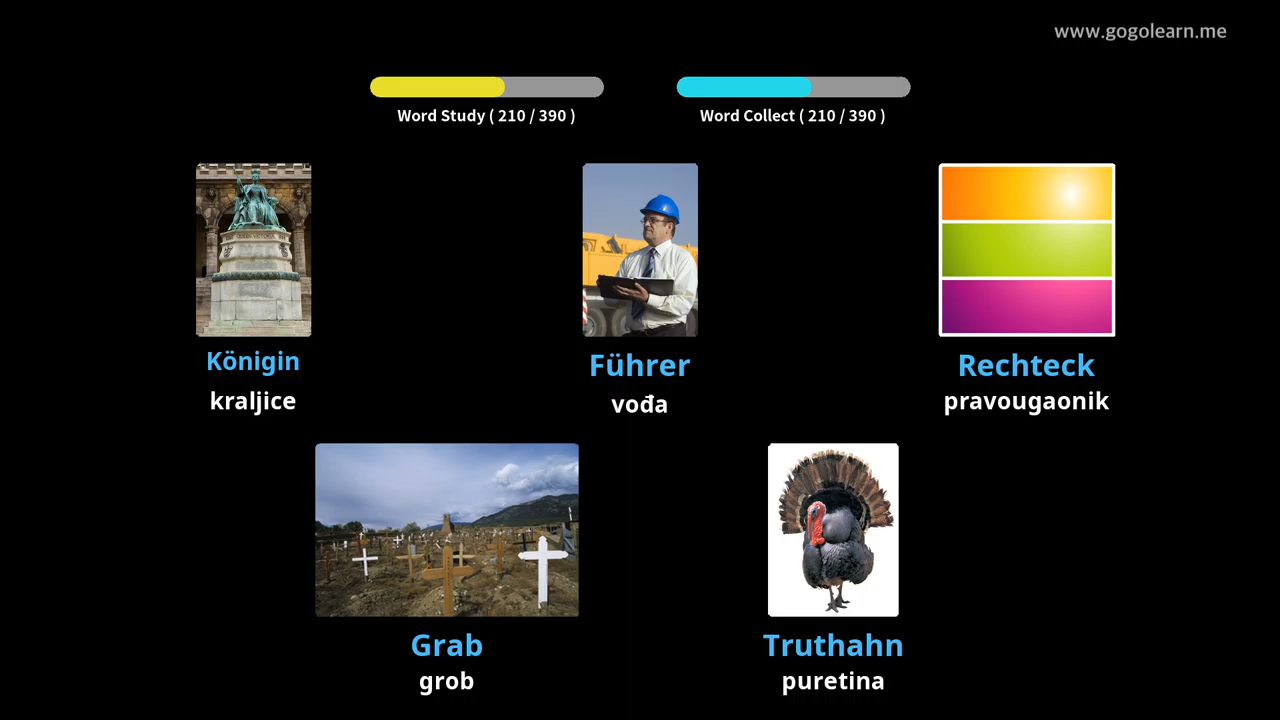 www.gogolearn.me
Word Study ( 210 / 390 )
Word Collect ( 210 / 390 )
Königin
kraljice
Führer
vođa
Rechteck
pravougaonik
Grab
grob
Truthahn
puretina